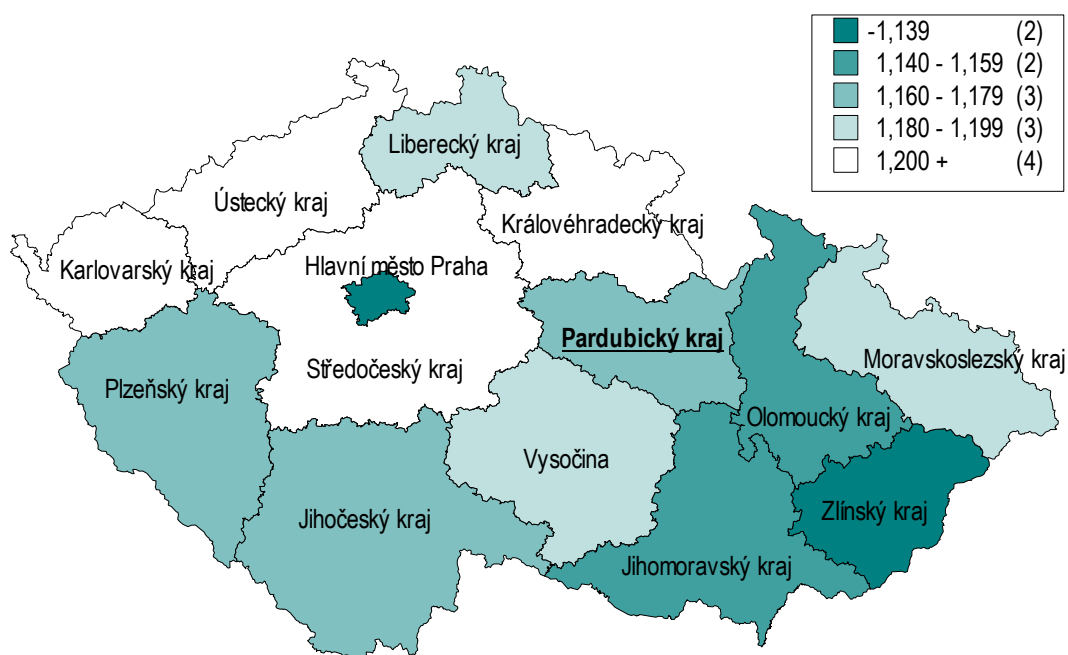 -1,139 (2)
1,140 - 1,159 (2)
1,160 - 1,179 (3)
1,180 - 1,199 (3)
1,200 + (4)
Liberecký kraj
Ústecký kraj
Královéhradecký kraj
Karlovarský kraj
Hlavní město Praha
Pardubický kraj
Moravskoslezský kraj
Středočeský kraj
Plzeňský kraj
Olomoucký kraj
Vysočina
Zlínský kraj
Jihočeský kraj
Jihomoravský kraj